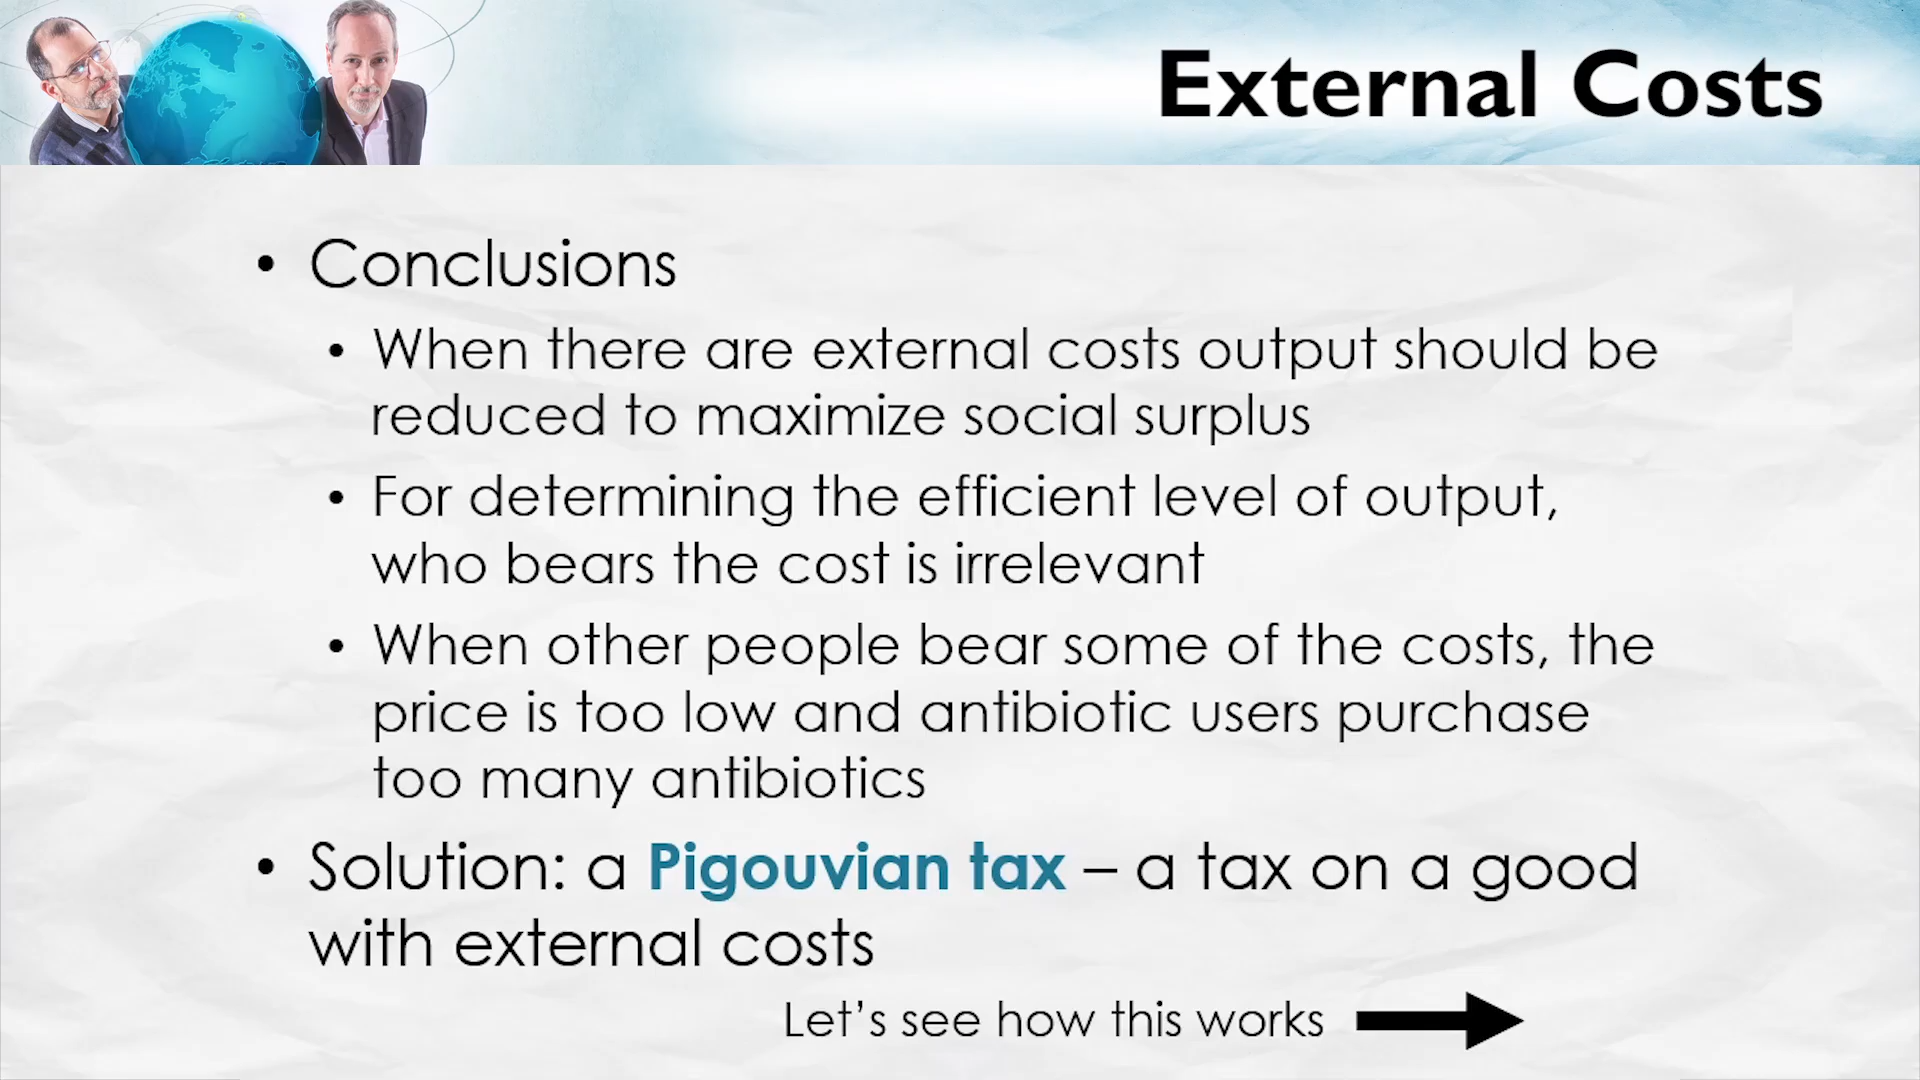 External Costs
• Conclusions
• When there are external costs output should be
reduced to maximize social surplus
• For determining the efficient level of output,
who bears the cost is irrelevant
• When other people bear some of the costs, the
price is too low and antibiotic users purchase
too many antibiotics
• Solution: a Pigouvian tax – a tax on a good
with external costs
Let’s see how this works